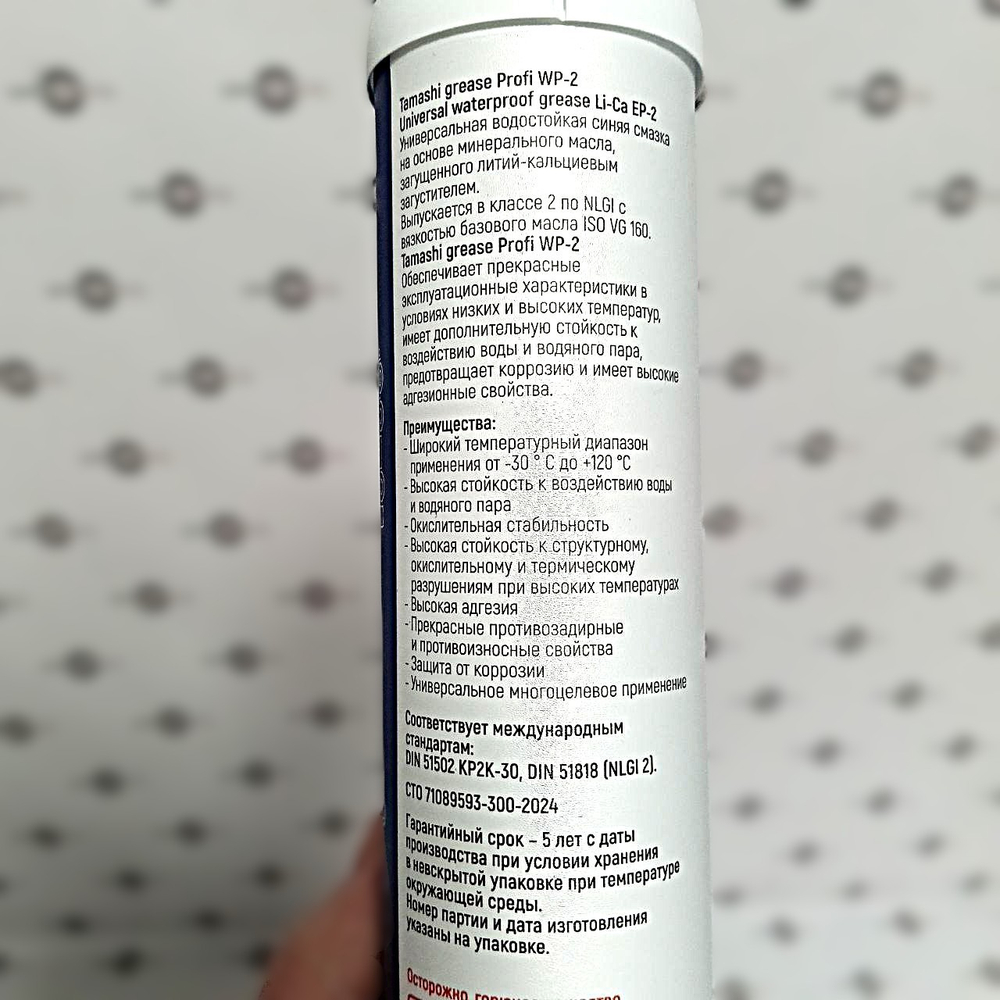 Tamashi grease Profi WP-2
Universal waterproof grease Li-Ca EP-2
Универсальная водостойкая синяя смазка
на основе минерального масла,
загущенного литий-кальциевым
загустителем.
Выпускается в классе 2 по NLGI с
вязкостью базового масла ISO VG 160.
Tamashi grease Profi WP-2
Обеспечивает прекрасные
эксплуатационные характеристики в
условиях низких и высоких температур,
имеет дополнительную стойкость к
воздействию воды и водяного пара,
предотвращает коррозию и имеет высокие
адгезионные свойства.
Преимущества:
- Широкий температурный диапазон
применения от -30 ° C до +120 °C
- Высокая стойкость к воздействию воды
и водяного пара
- Окислительная стабильность
- Высокая стойкость к структурному,
окислительному и термическому
разрушениям при высоких температурах
- Высокая адгезия
- Прекрасные противозадирные
и противоизносные свойства
- Защита от коррозии
- Универсальное многоцелевое применение
Соответствует международным
стандартам:
DIN 51502 KP2K-30, DIN 51818 (NLGI 2).
СТО 71089593-300-2024
Гарантийный срок – 5 лет с даты
производства при условии хранения
в невскрытой упаковке при температуре
окружающей среды.
Номер партии и дата изготовления
указаны на упаковке.
Осторожно,